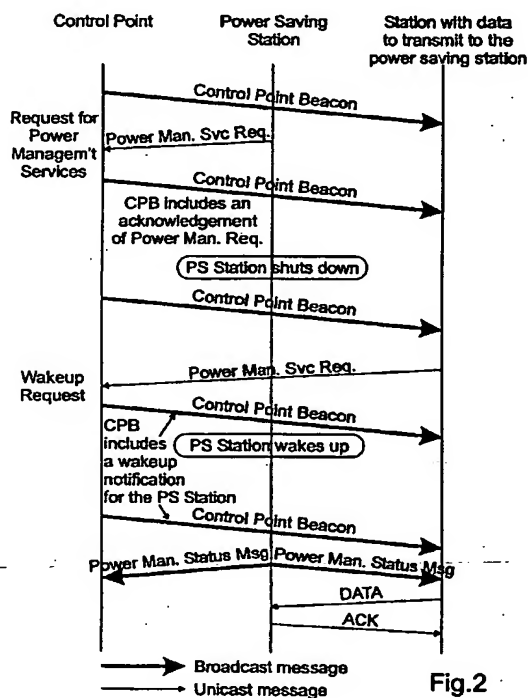 Control Point
Power Saving
Station
Station with data
to transmit to the
power saving station
Control Point Beacon
Request for
Power
Managem't
Services
Power Man. Svc Req.
Control Point Beacon
CPB includes an
acknowledgement
of Power Man. Req.
PS Station shuts down
Control Point Beacon
Power Man. Svc Req.
Wakeup
Request
Control Point Beacon
CPB
includes
a wakeup
notification
for the PS Station
PS Station wakes up
Control Point Beacon
Power Man. Status Msg
Power Man. Status Msg
DATA
ACK
Broadcast message
Unicast message
Fig.2